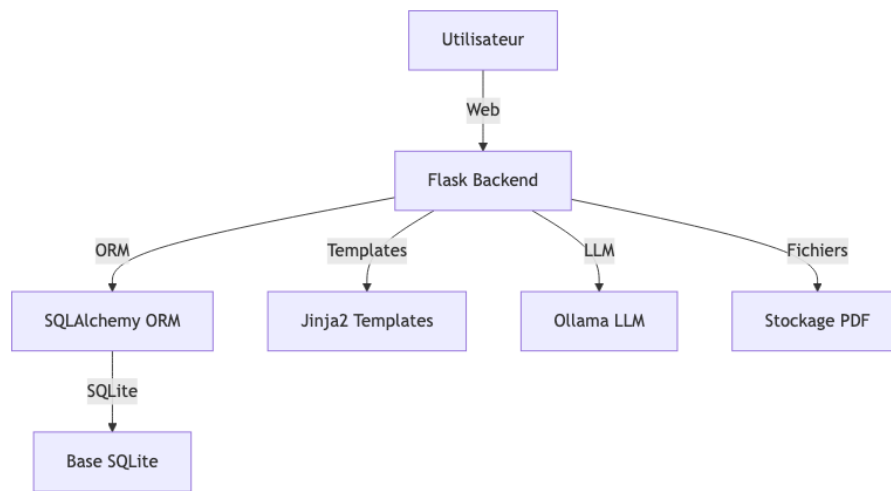 Utilisateur
Web
Flask Backend
ORM
Templates
LLM
Fichiers
SQLAlchemy ORM
Jinja2 Templates
Ollama LLM
Stockage PDF
SQLite
Base SQLite